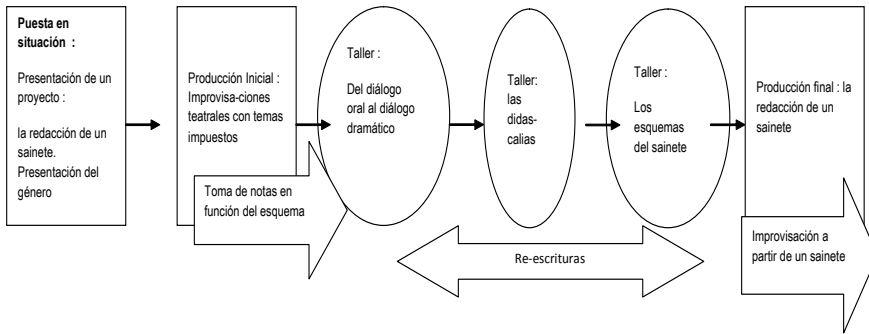 Puesta en
situación :
Presentación de un
proyecto :
la redacción de un
sainete.
Presentación del
género
Producción Inicial :
Improvisa-ciones
teatrales con temas
impuestos
Toma de notas en
función del esquema
Taller :
Del diálogo
oral al diálogo
dramático
Taller:
las
didas-
calias
Taller :
Los
esquemas
del sainete
Re-escrituras
Producción final : la
redacción de un
sainete
Improvisación a
partir de un sainete